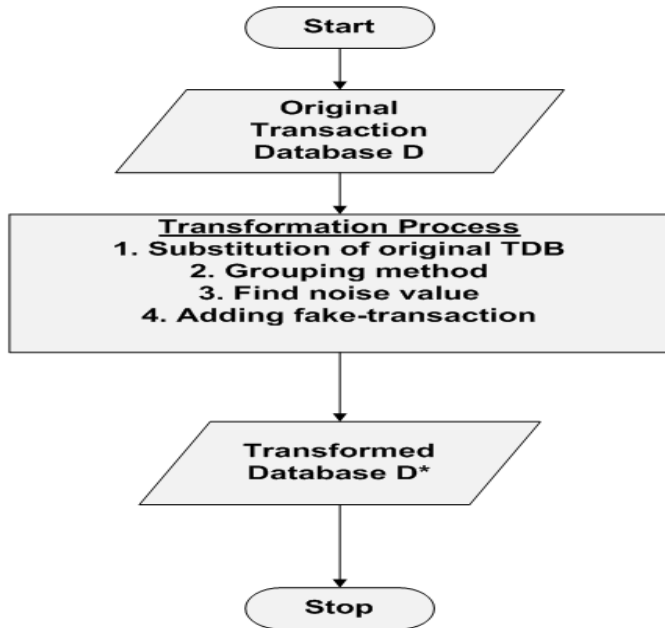 Start
Original
Transaction
Database D
Transformation Process
1. Substitution of original TDB
2. Grouping method
3. Find noise value
4. Adding fake-transaction
Transformed
Database D*
Stop